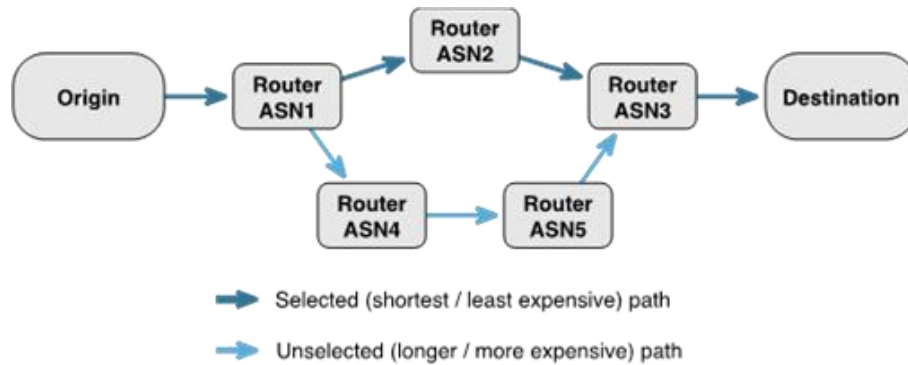 Router
ASN2
Origin
Router
ASN1
Router
ASN3
Destination
Router
ASN4
Router
ASN5
Selected (shortest / least expensive) path
Unselected (longer / more expensive) path